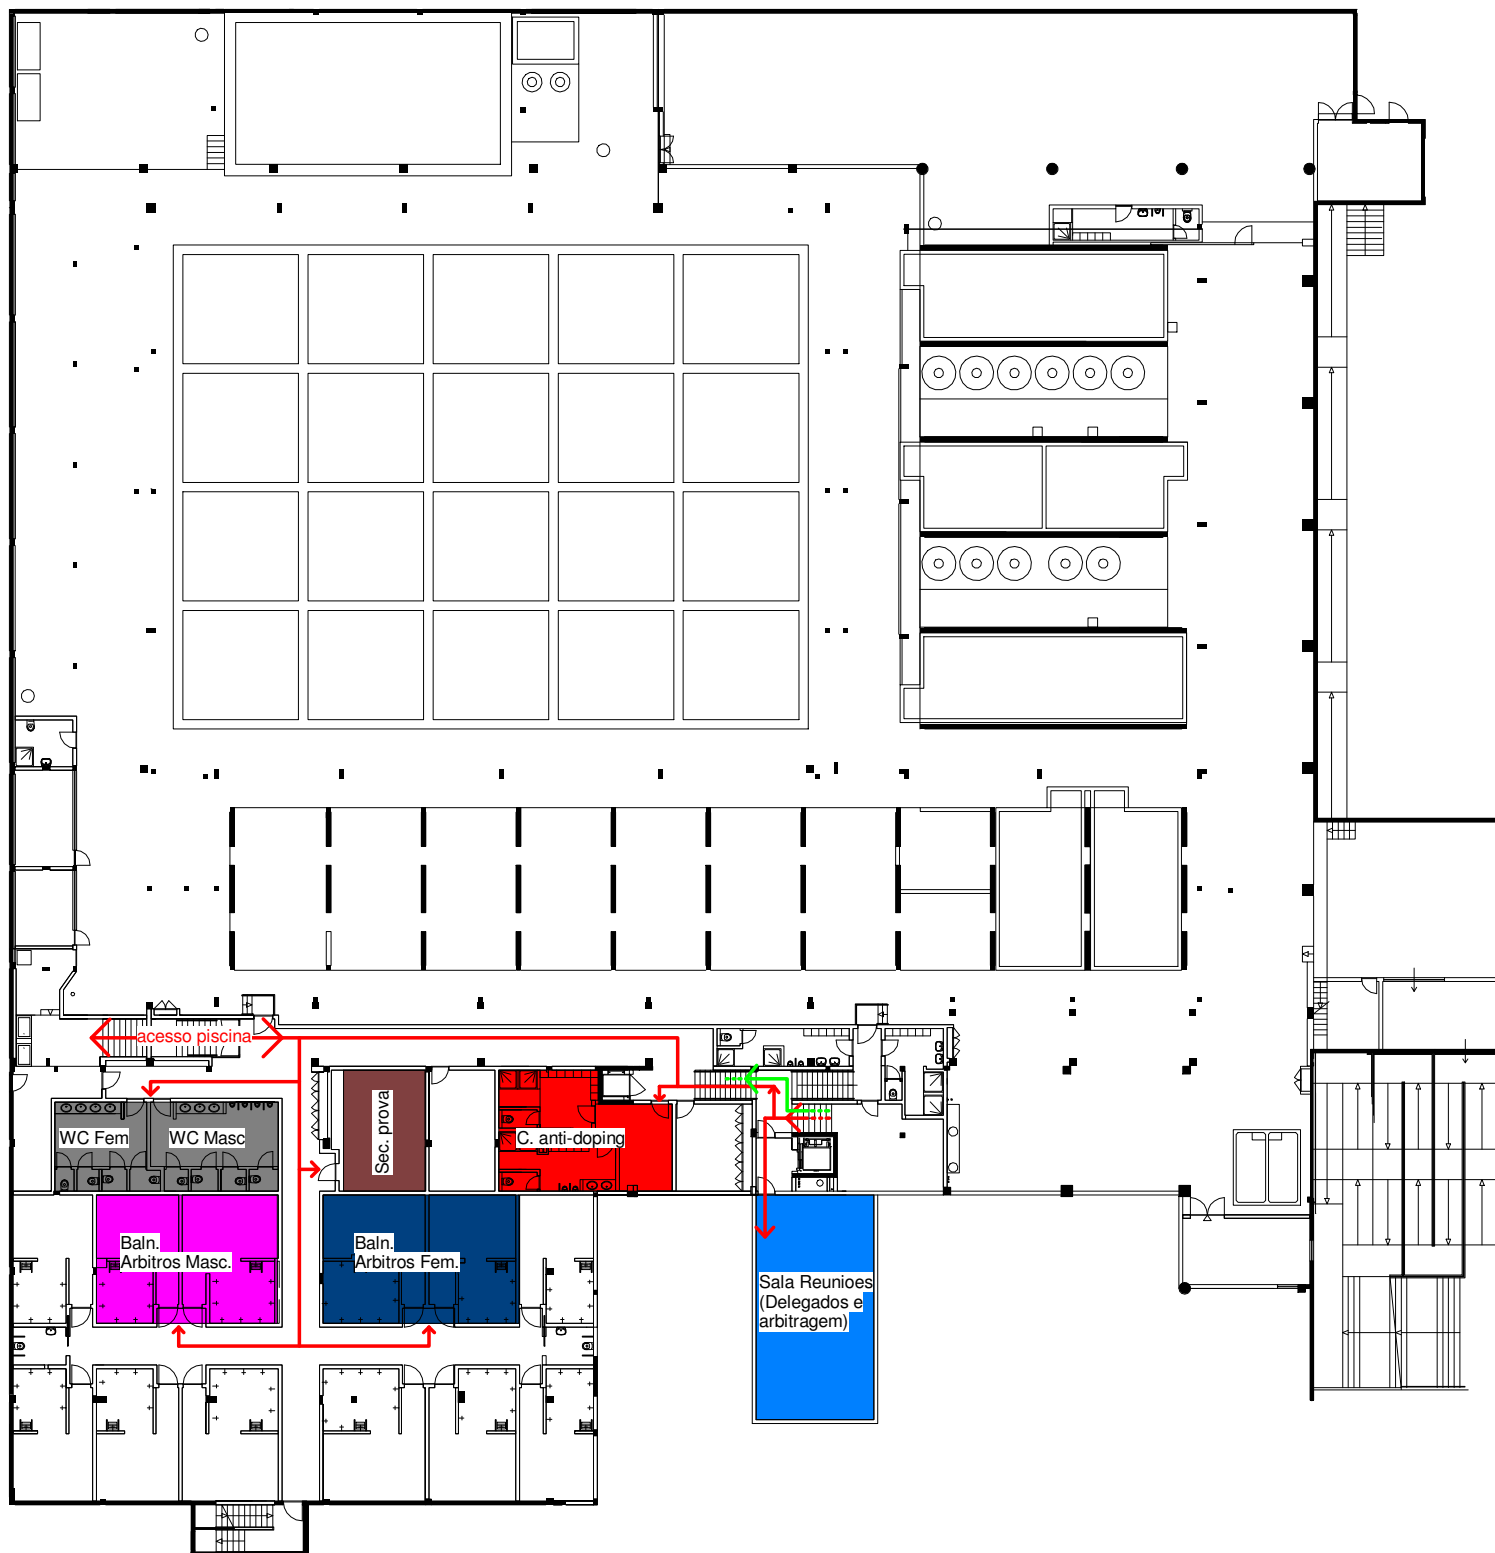 acesso piscina
WC Fem
WC Masc
Sec. prova
C. anti-doping
Baln.
Arbitros Masc.
Baln.
Arbitros Fem.
Sala Reunioes
(Delegados e
arbitragem)